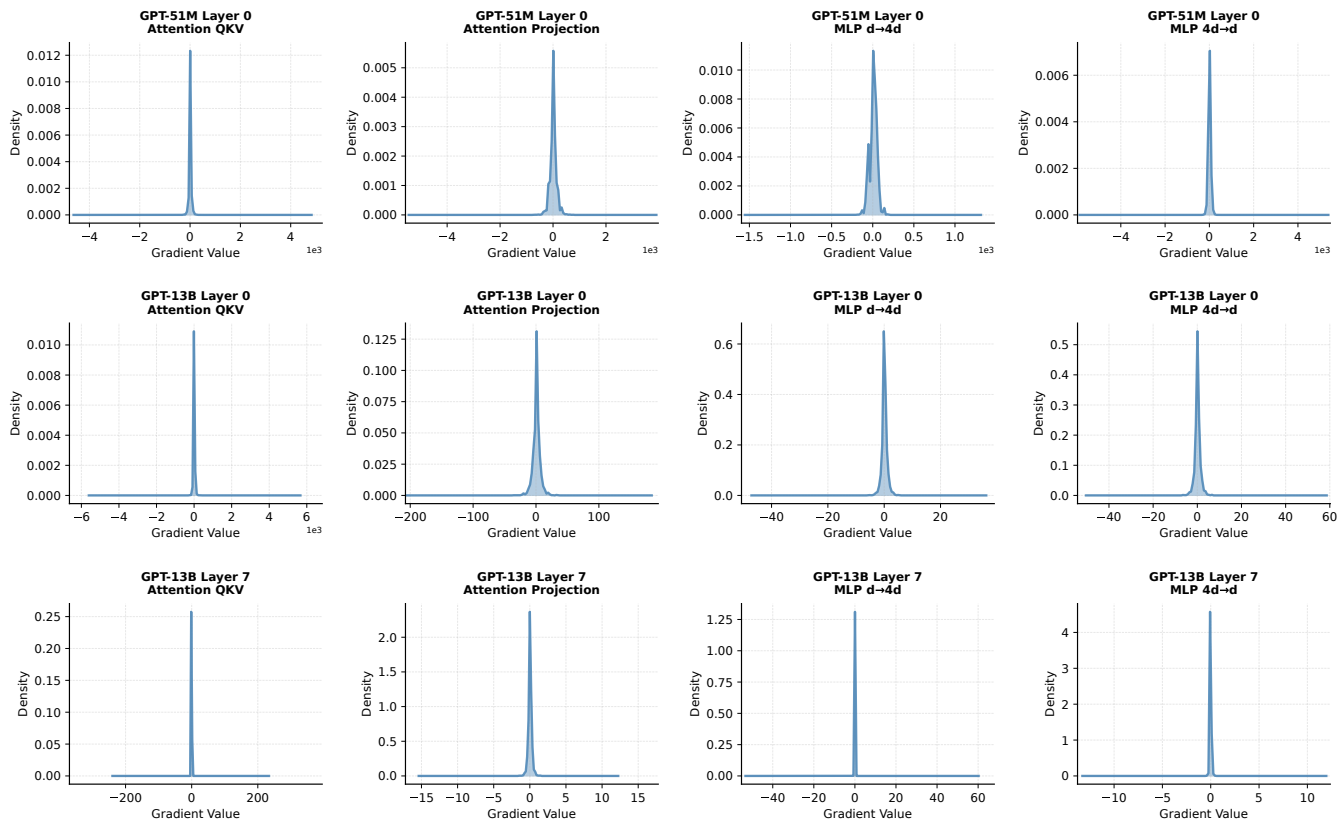 GPT-51M Layer 0
Attention QKV
0.012
0.010
0.008
0.006
0.004
0.002
0.000
Density
−4
−2
0
2
4
1e3
Gradient Value
GPT-51M Layer 0
Attention Projection
0.005
0.004
0.003
0.002
0.001
0.000
Density
−4
−2
0
2
1e3
Gradient Value
GPT-51M Layer 0
MLP d→4d
0.010
0.008
0.006
0.004
0.002
0.000
Density
−1.5
−1.0
−0.5
0.0
0.5
1.0
1e3
Gradient Value
GPT-51M Layer 0
MLP 4d→d
0.006
0.004
0.002
0.000
Density
−4
−2
0
2
4
1e3
Gradient Value
GPT-13B Layer 0
Attention QKV
0.010
0.008
0.006
0.004
0.002
0.000
Density
−6
−4
−2
0
2
4
6
1e3
Gradient Value
GPT-13B Layer 0
Attention Projection
0.125
0.100
0.075
0.050
0.025
0.000
Density
−200
−100
0
100
Gradient Value
GPT-13B Layer 0
MLP d→4d
0.6
0.4
0.2
0.0
Density
−40
−20
0
20
Gradient Value
GPT-13B Layer 0
MLP 4d→d
0.5
0.4
0.3
0.2
0.1
0.0
Density
−40
−20
0
20
40
60
Gradient Value
GPT-13B Layer 7
Attention QKV
0.25
0.20
0.15
0.10
0.05
0.00
Density
−200
0
200
Gradient Value
GPT-13B Layer 7
Attention Projection
2.0
1.5
1.0
0.5
0.0
Density
−15
−10
−5
0
5
10
15
Gradient Value
GPT-13B Layer 7
MLP d→4d
1.25
1.00
0.75
0.50
0.25
0.00
Density
−40
−20
0
20
40
60
Gradient Value
GPT-13B Layer 7
MLP 4d→d
4
3
2
1
0
Density
−10
−5
0
5
10
Gradient Value